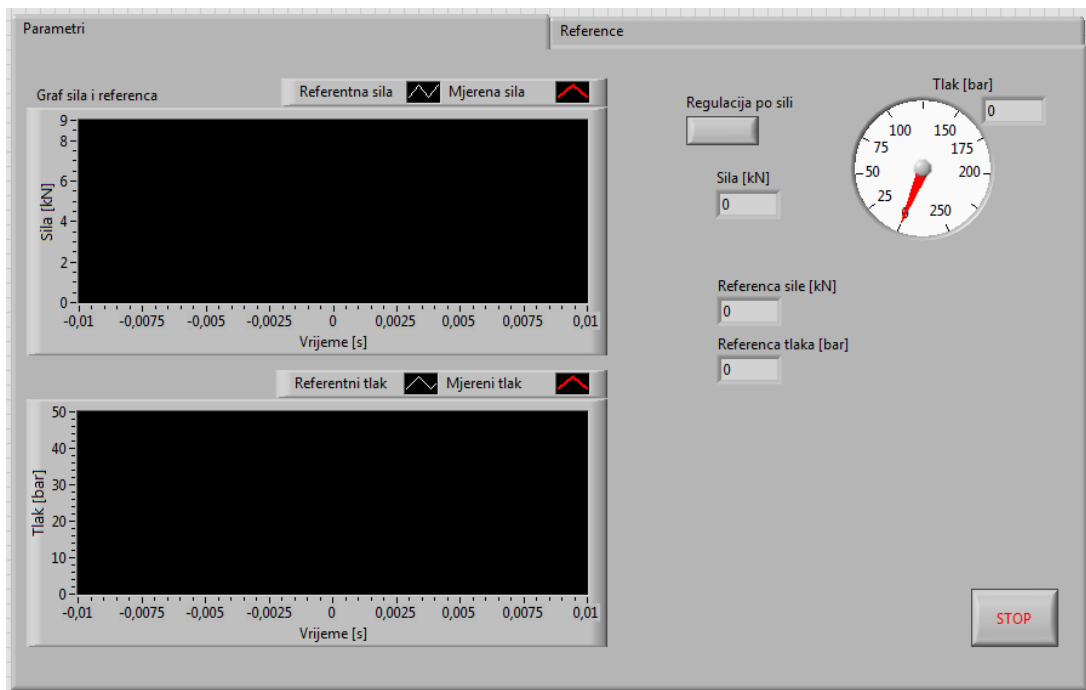 Parametri
Reference
Graf sila i referenca
Referentna sila
Mjerena sila
Sila [kN]
9
8
6
4
2
0
-0,01 -0,0075 -0,005 -0,0025 0 0,0025 0,005 0,0075 0,01
Vrijeme [s]
Referentni tlak
Mjereni tlak
Tlak [bar]
50
40
30
20
10
0
-0,01 -0,0075 -0,005 -0,0025 0 0,0025 0,005 0,0075 0,01
Vrijeme [s]
Regulacija po sili
Sila [kN]
0
Tlak [bar]
0
0 25 50 75 100 150 175 200 250
Referenca sile [kN]
0
Referenca tlaka [bar]
0
STOP